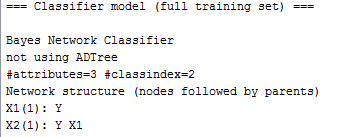 === Classifier model (full training set) ===
Bayes Network Classifier
not using ADTree
#attributes=3 #classindex=2
Network structure (nodes followed by parents)
X1(1): Y
X2(1): Y X1